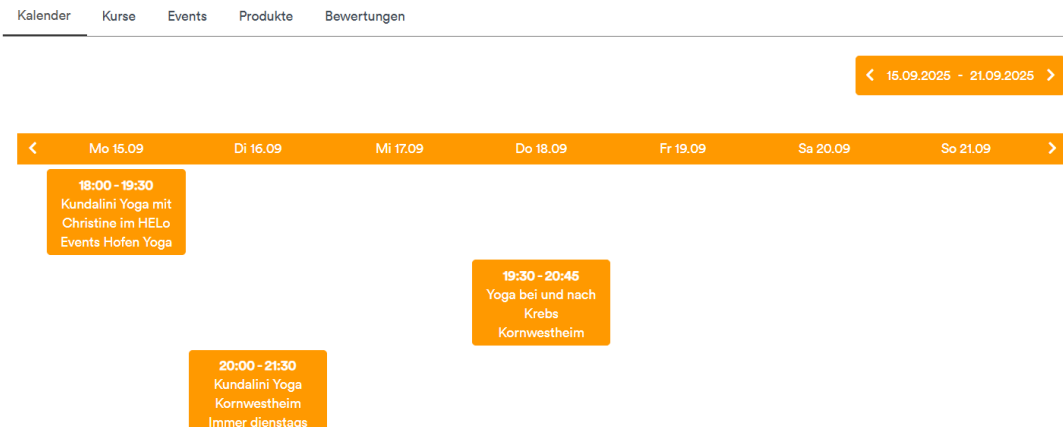 Kalender Kurse Events Produkte Bewertungen
15.09.2025 - 21.09.2025
Mo 15.09 Di 16.09 Mi 17.09 Do 18.09 Fr 19.09 Sa 20.09 So 21.09
18:00 - 19:30
Kundalini Yoga mit
Christine im HELo
Events Hofen Yoga
19:30 - 20:45
Yoga bei und nach
Krebs
Kornwestheim
20:00 - 21:30
Kundalini Yoga
Kornwestheim
Immer dienstags